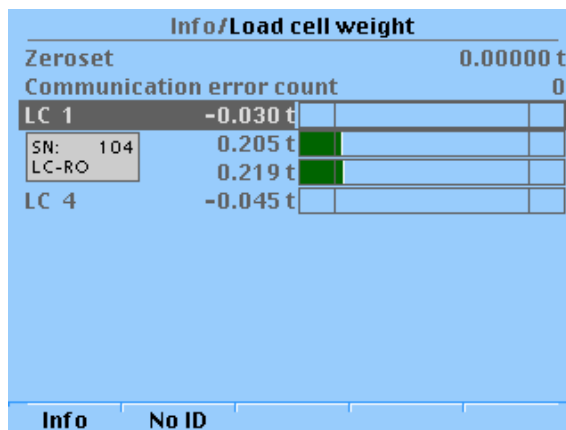 Info/Load cell weight
Zeroset 0.00000 t
Communication error count 0
LC 1 -0.030 t
SN: 104 0.205 t
LC-RO 0.219 t
LC 4 -0.045 t
Info No ID